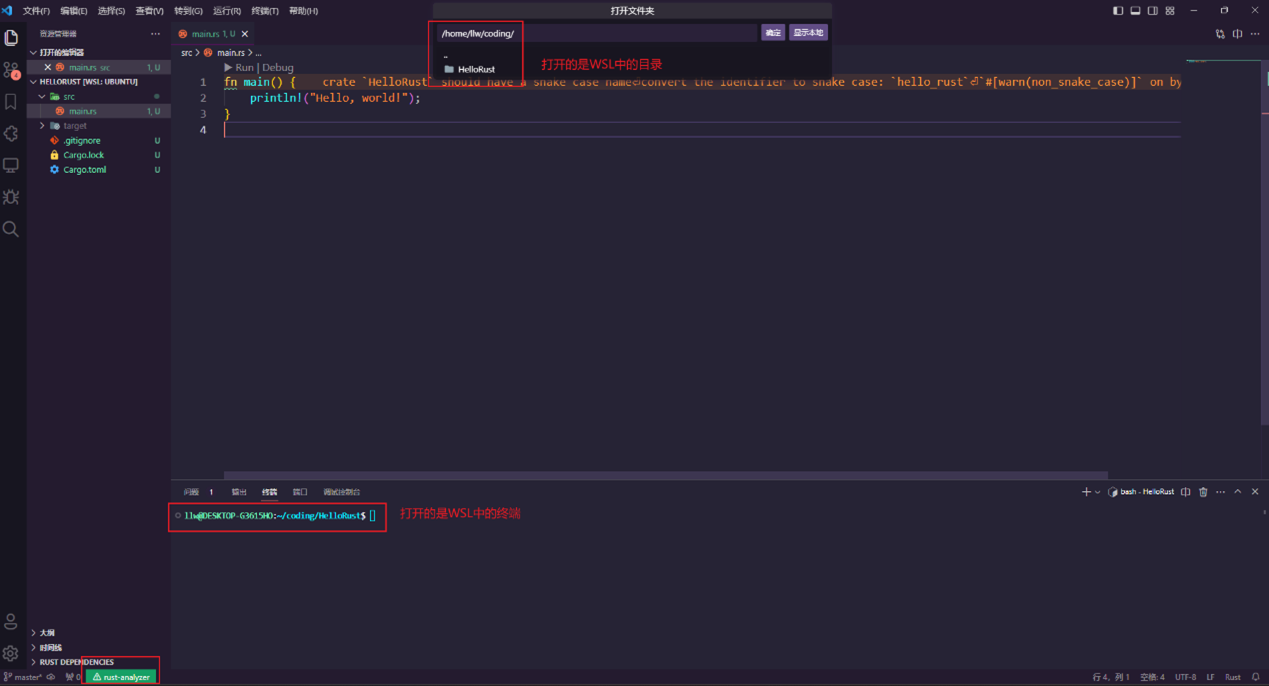 文件(F) 编辑(E) 选择(S) 查看(V) 转到(G) 运行(R) 终端(T) 帮助(H)
打开文件夹
/home/llw/coding/
确定
显示本地
..
HelloRust
打开的是WSL中的目录
资源管理器
打开的编辑器
main.rs src 1, U
HELLORUST [WSL: UBUNTU]
src
main.rs 1, U
target
.gitignore U
Cargo.lock U
Cargo.toml U
main.rs 1, U
src > main.rs > ...
Run | Debug
1 fn main() { crate `HelloRust` should have a snake case name⏎convert the identifier to snake case: `hello_rust`⏎`#[warn(non_snake_case)]` on by
2 println!("Hello, world!");
3 }
4
问题 1 输出 终端 端口 调试控制台
bash - HelloRust
llw@DESKTOP-G3615HO:~/coding/HelloRust$
打开的是WSL中的终端
大纲
时间线
RUST DEPENDENCIES
master* 0 rust-analyzer
行 4，列 1 空格: 4 UTF-8 LF Rust